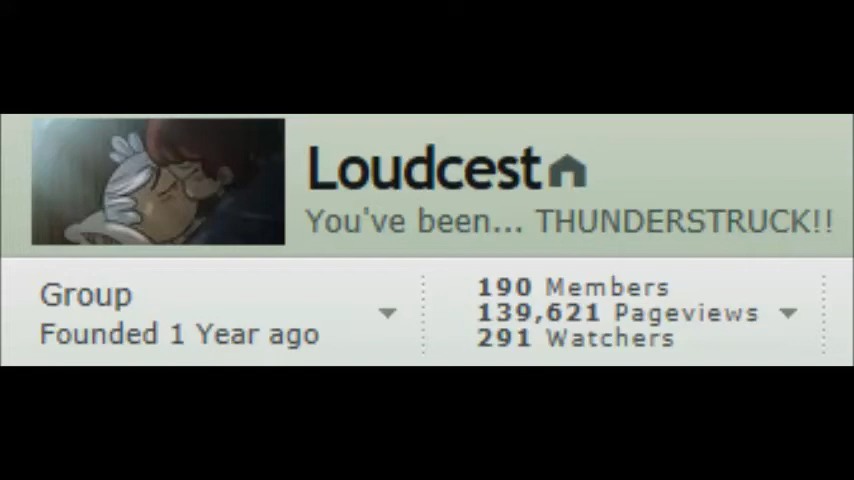 Loudcest
You've been... THUNDERSTRUCK!!
Group
Founded 1 Year ago
190 Members
139,621 Pageviews
291 Watchers